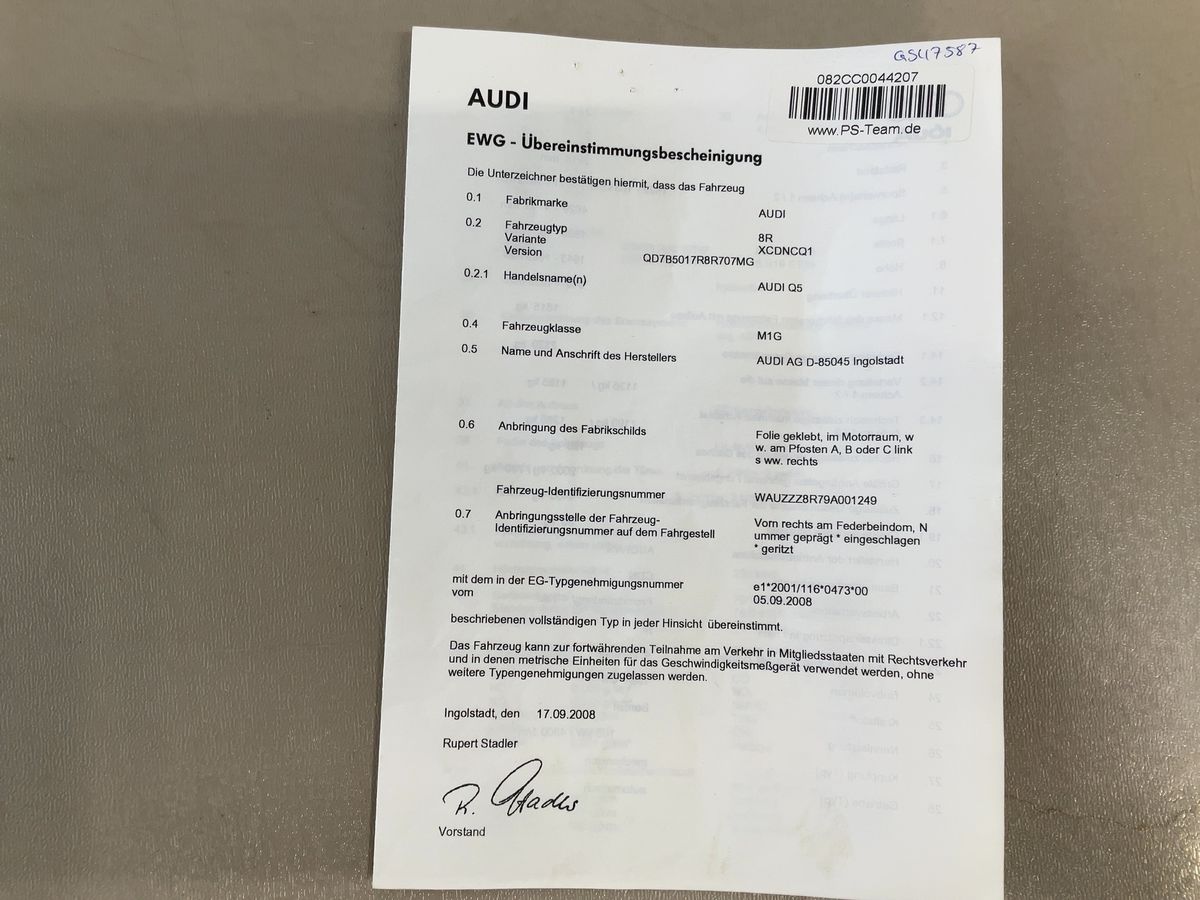 GS47587
082CC0044207
www.PS-Team.de
AUDI
EWG - Übereinstimmungsbescheinigung
Die Unterzeichner bestätigen hiermit, dass das Fahrzeug
0.1 Fabrikmarke AUDI
0.2 Fahrzeugtyp 8R
Variante XCDNCQ1
Version QD7B5017R8R707MG
0.2.1 Handelsname(n) AUDI Q5
0.4 Fahrzeugklasse M1G
0.5 Name und Anschrift des Herstellers AUDI AG D-85045 Ingolstadt
0.6 Anbringung des Fabrikschilds Folie geklebt, im Motorraum, w
w. am Pfosten A, B oder C link
s ww. rechts
Fahrzeug-Identifizierungsnummer WAUZZZ8R79A001249
0.7 Anbringungsstelle der Fahrzeug- Vorn rechts am Federbeindom, N
Identifizierungsnummer auf dem Fahrgestell ummer geprägt * eingeschlagen
* geritzt
mit dem in der EG-Typgenehmigungsnummer e1*2001/116*0473*00
vom 05.09.2008
beschriebenen vollständigen Typ in jeder Hinsicht übereinstimmt.
Das Fahrzeug kann zur fortwährenden Teilnahme am Verkehr in Mitgliedsstaaten mit Rechtsverkehr
und in denen metrische Einheiten für das Geschwindigkeitsmeßgerät verwendet werden, ohne
weitere Typengenehmigungen zugelassen werden.
Ingolstadt, den 17.09.2008
Rupert Stadler
R. Stadler
Vorstand